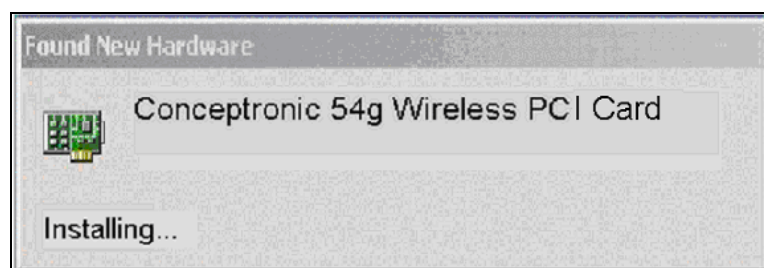 Found New Hardware
Conceptronic 54g Wireless PCI Card
Installing...